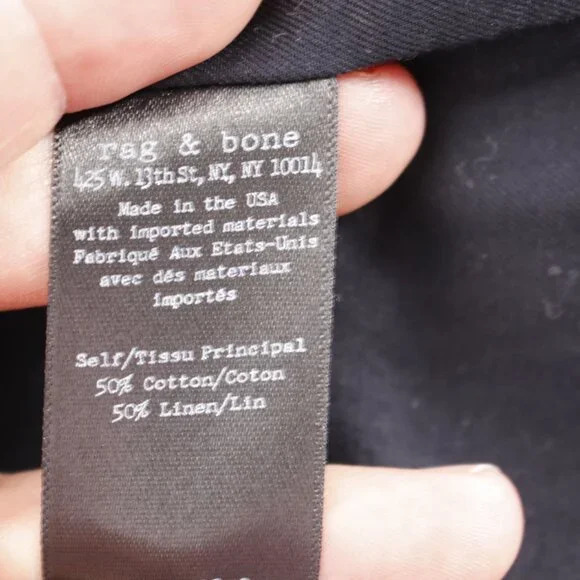 rag & bone
425 W. 13th St, NY, NY 10014
Made in the USA
with imported materials
Fabriqué Aux Etats-Unis
avec dés materiaux
importés
Self/Tissu Principal
50% Cotton/Coton
50% Linen/Lin